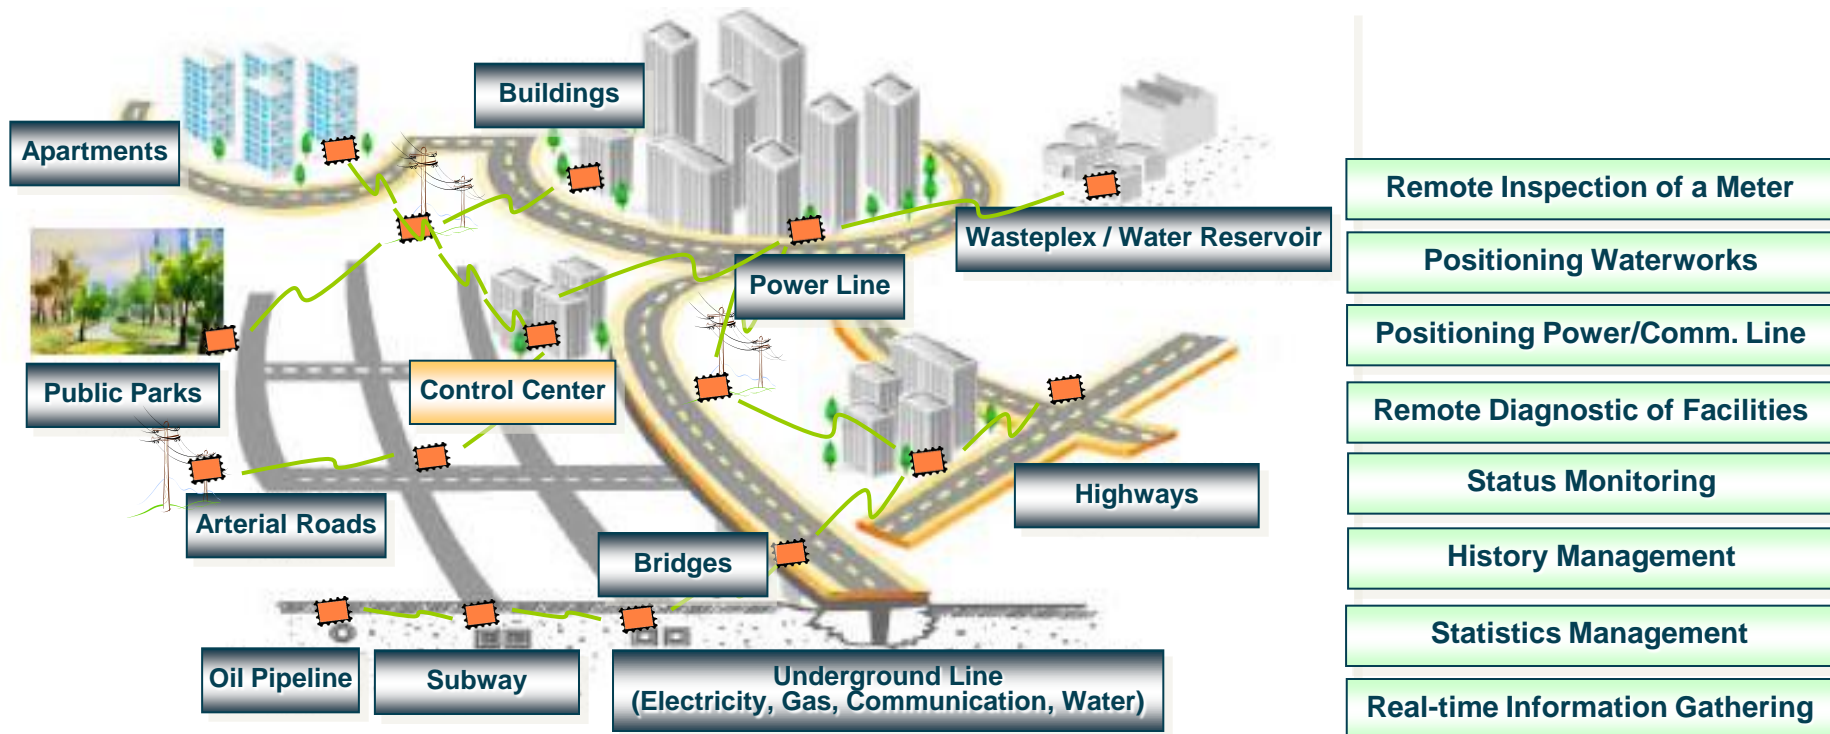 Buildings
Apartments
Wasteplex / Water Reservoir
Power Line
Public Parks
Control Center
Highways
Arterial Roads
Bridges
Oil Pipeline
Subway
Underground Line
(Electricity, Gas, Communication, Water)
Remote Inspection of a Meter
Positioning Waterworks
Positioning Power/Comm. Line
Remote Diagnostic of Facilities
Status Monitoring
History Management
Statistics Management
Real-time Information Gathering